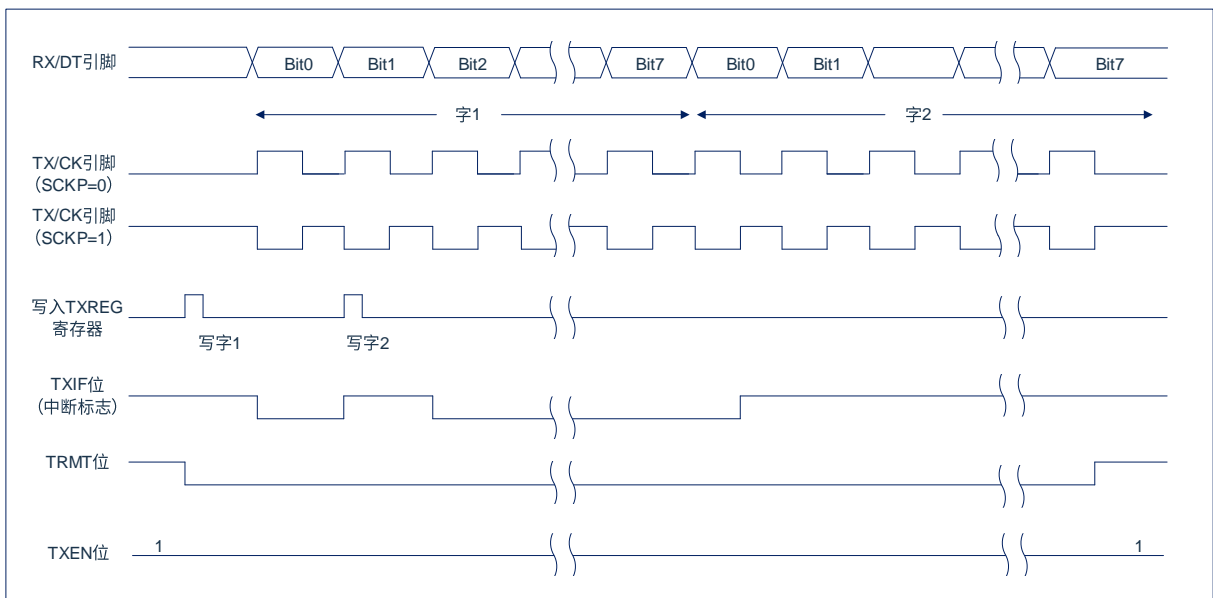 RX/DT引脚
Bit0 Bit1 Bit2 Bit7 Bit0 Bit1 Bit7
字1 字2
TX/CK引脚
（SCKP=0）
TX/CK引脚
（SCKP=1）
写入TXREG
寄存器
写字1 写字2
TXIF位
（中断标志）
TRMT位
TXEN位 1 1